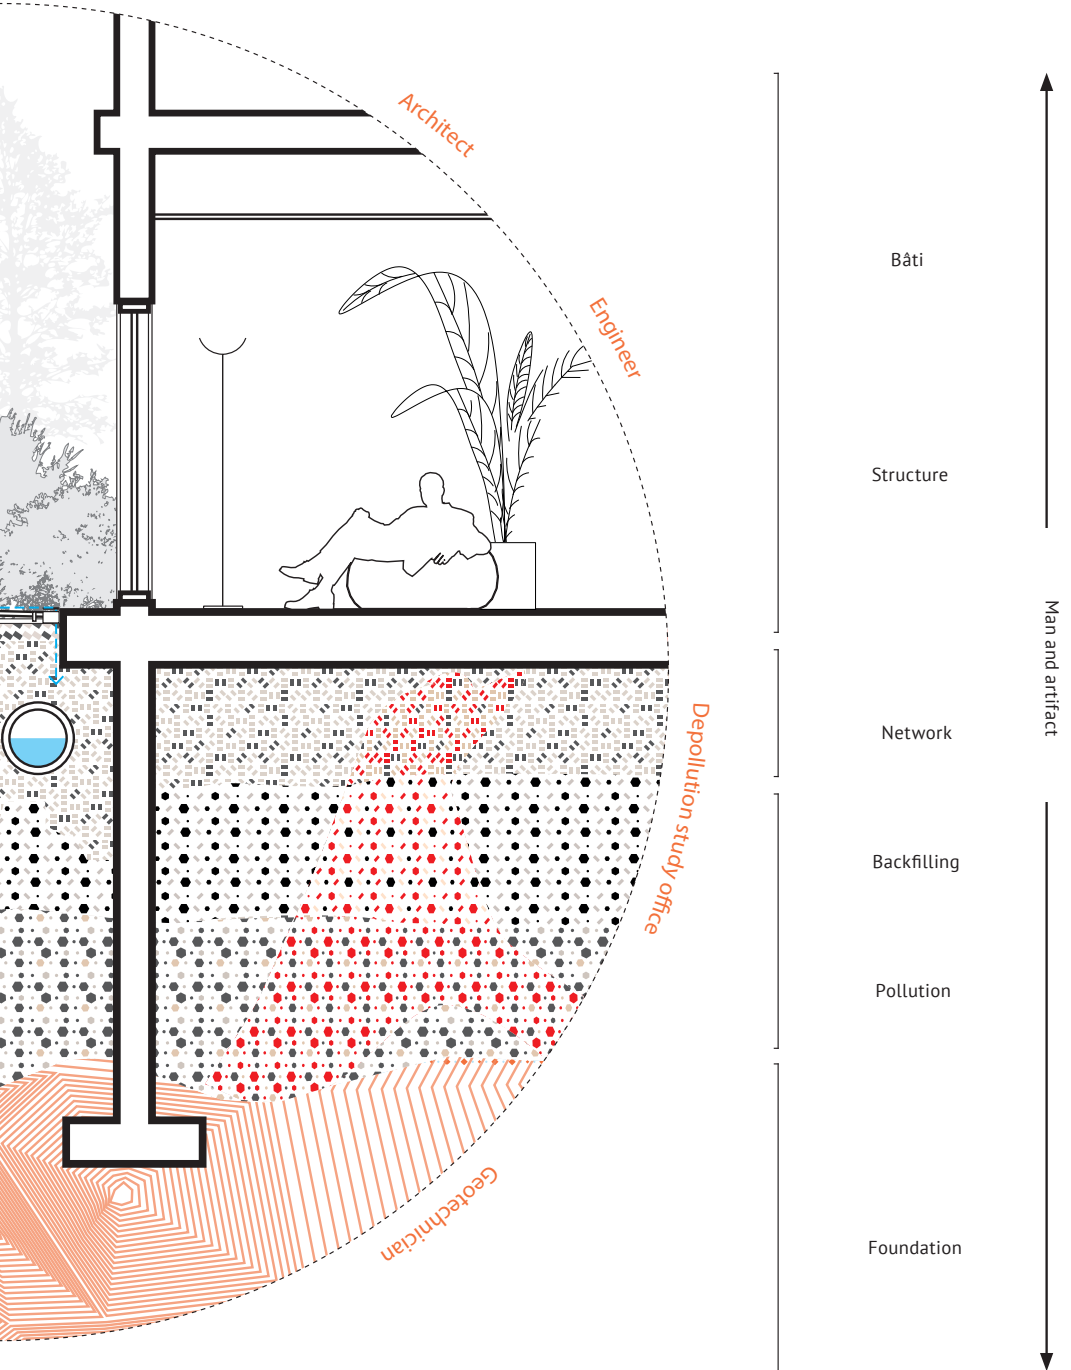 Architect
Engineer
Depollution study office
Geotechnician
Bâti
Structure
Network
Backfilling
Pollution
Foundation
Man and artifact